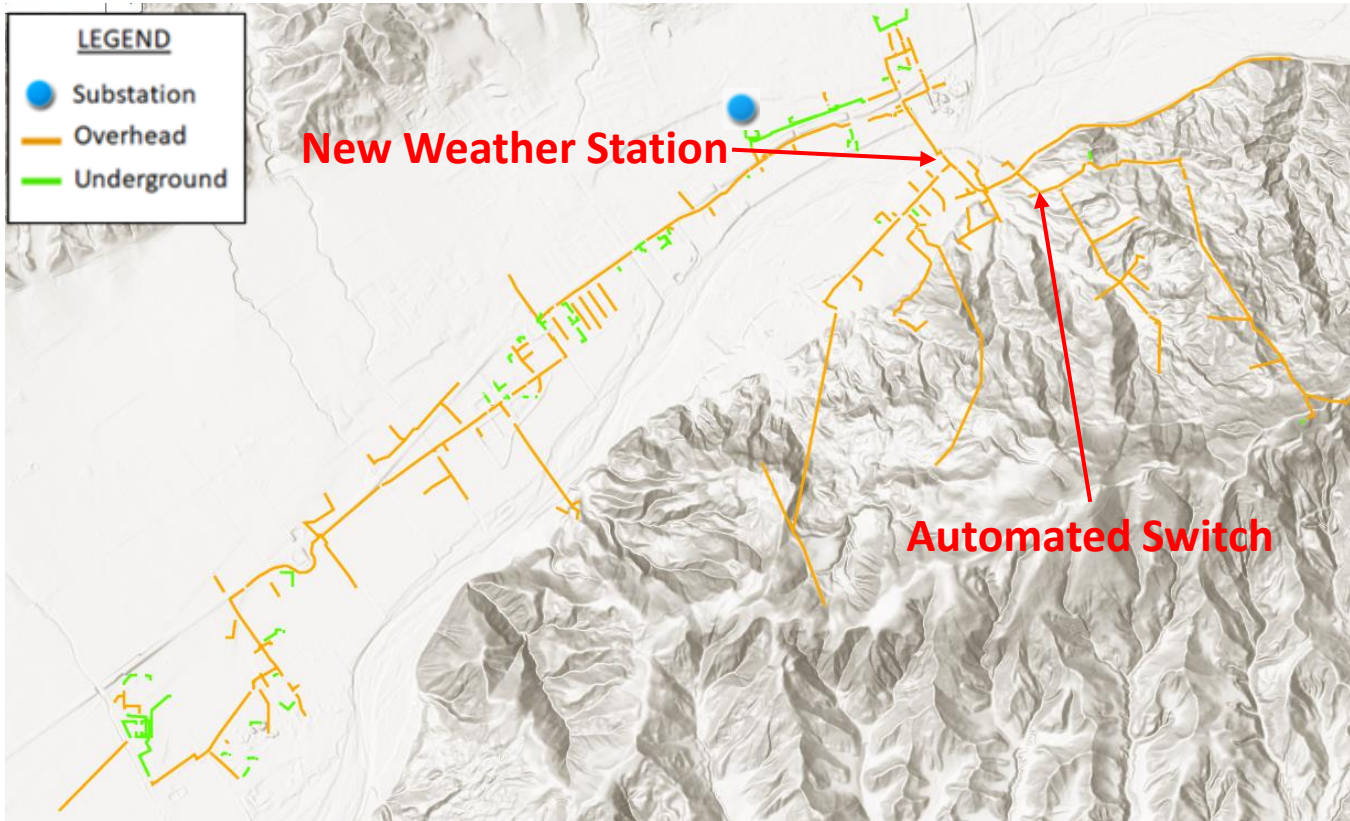 LEGEND
Substation
Overhead
Underground
New Weather Station
Automated Switch